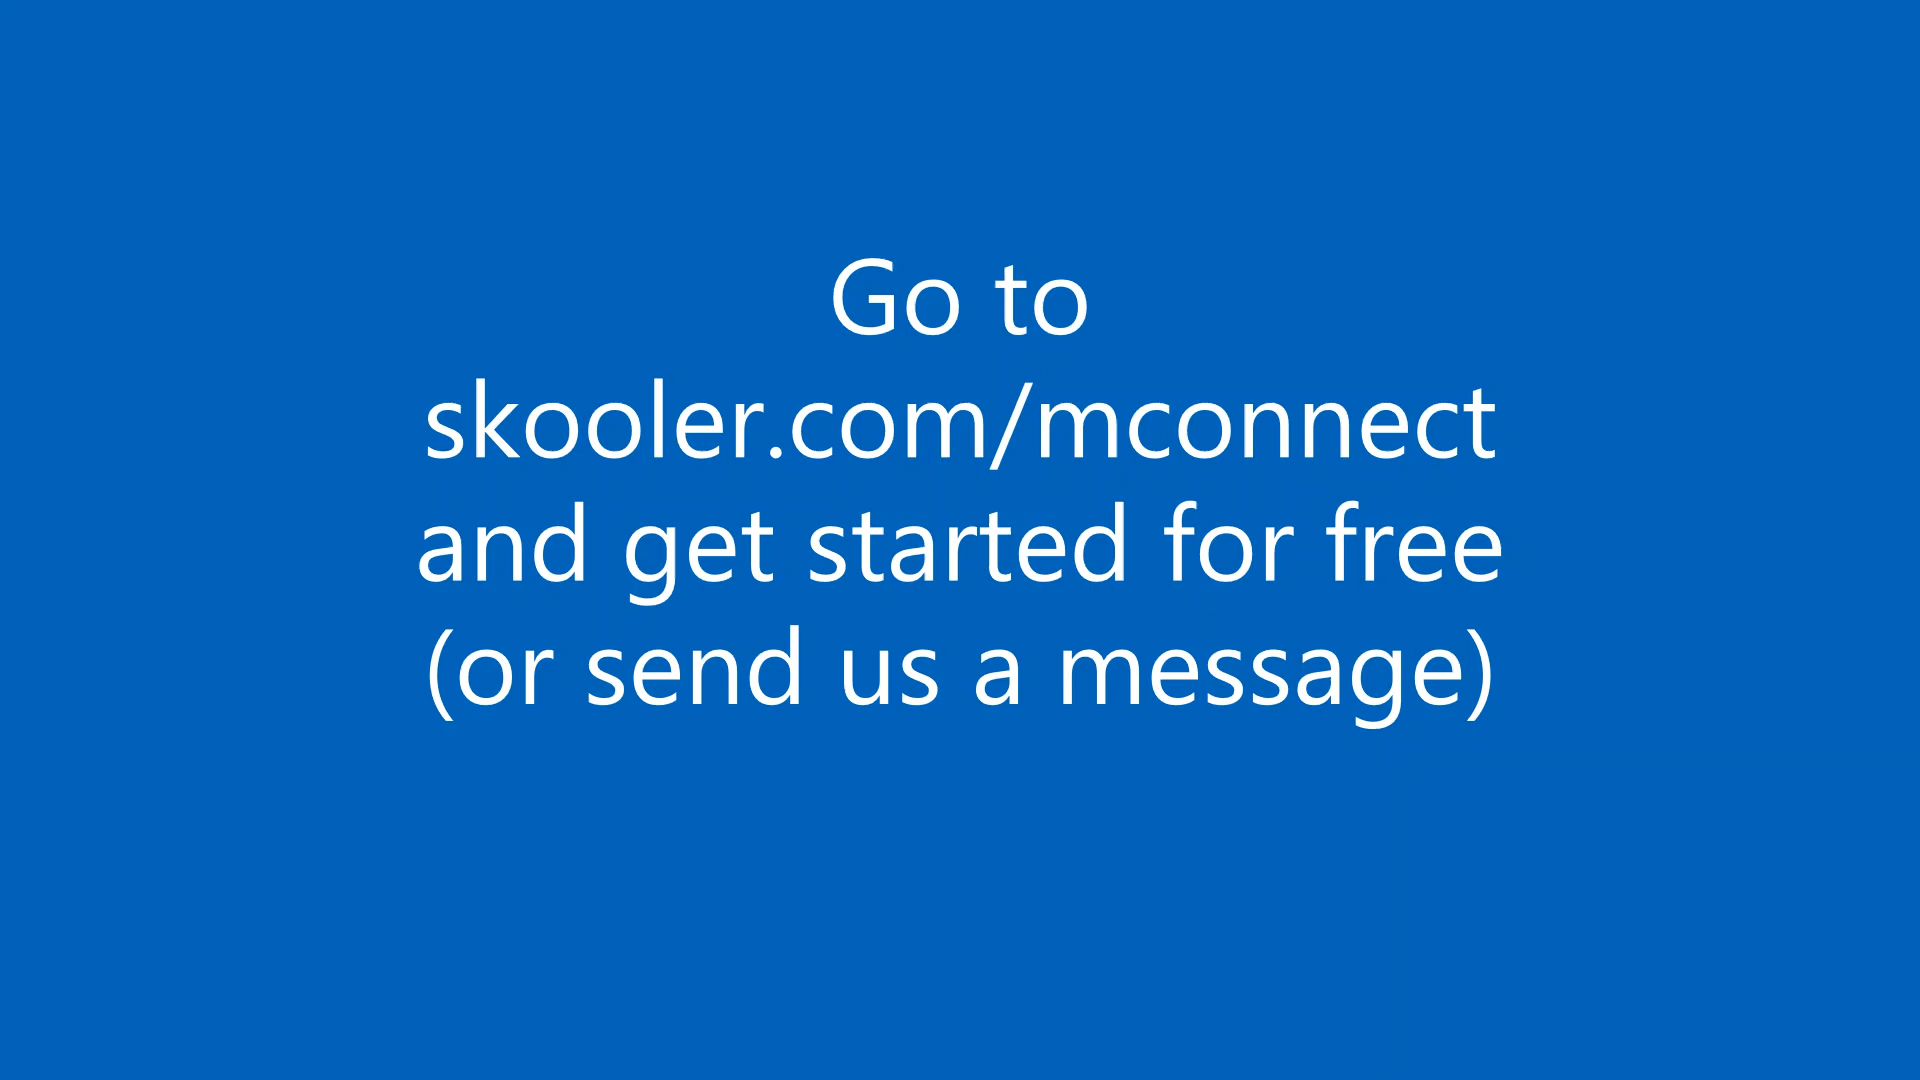 Go to
skooler.com/mconnect
and get started for free
(or send us a message)